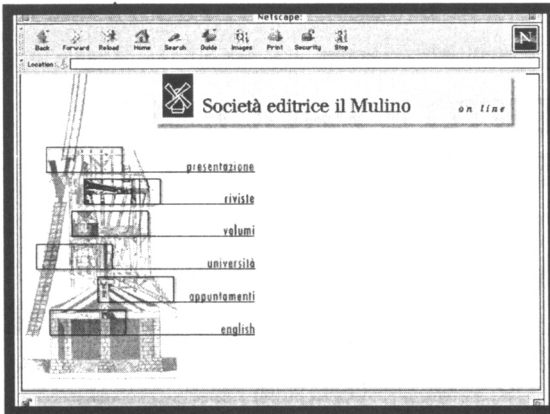 Netscape:
Back Forward Reload Home Search Guide Images Print Security Stop
N
Location:
Società editrice il Mulino on line
presentazione
riviste
volumi
università
appuntamenti
english